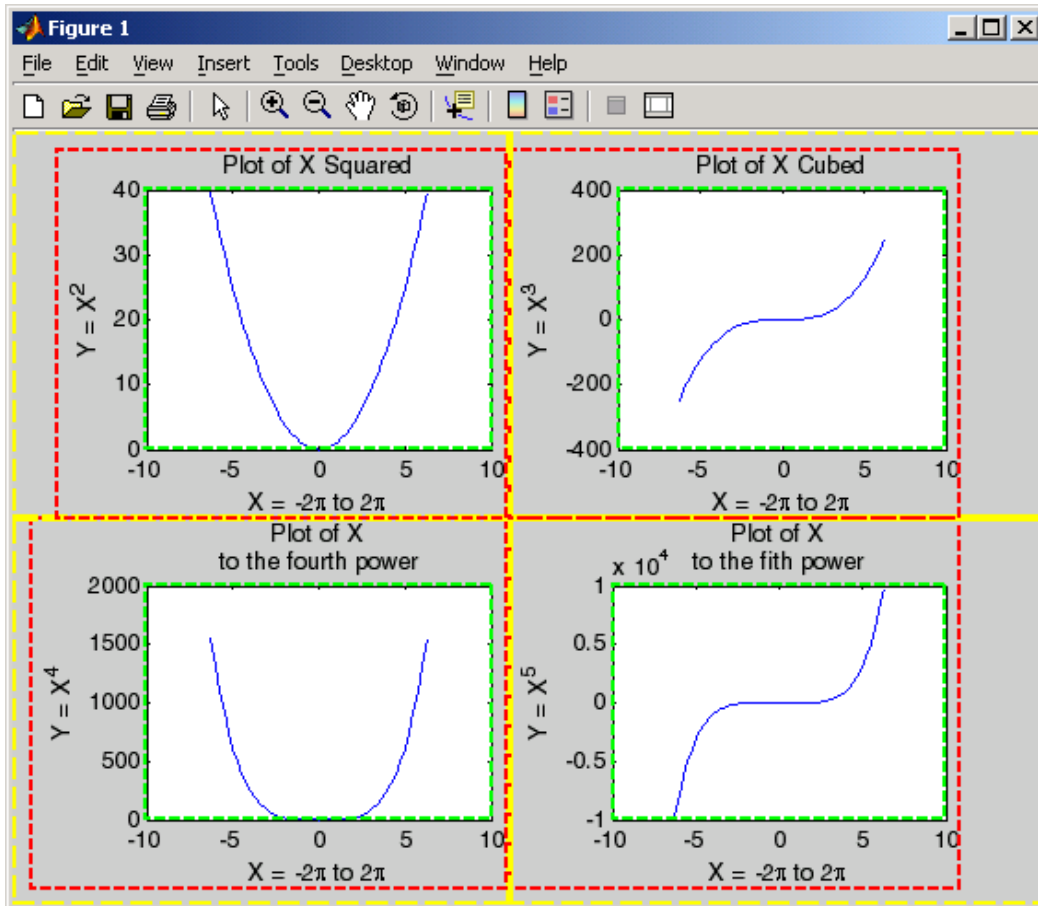 Figure 1
File Edit View Insert Tools Desktop Window Help
Plot of X Squared
40
30
20
10
0
Y = X²
-10 -5 0 5 10
X = -2π to 2π
Plot of X Cubed
400
200
0
-200
-400
Y = X³
-10 -5 0 5 10
X = -2π to 2π
Plot of X
to the fourth power
2000
1500
1000
500
0
Y = X⁴
-10 -5 0 5 10
X = -2π to 2π
Plot of X
to the fith power
x 10⁴
1
0.5
0
-0.5
-1
Y = X⁵
-10 -5 0 5 10
X = -2π to 2π